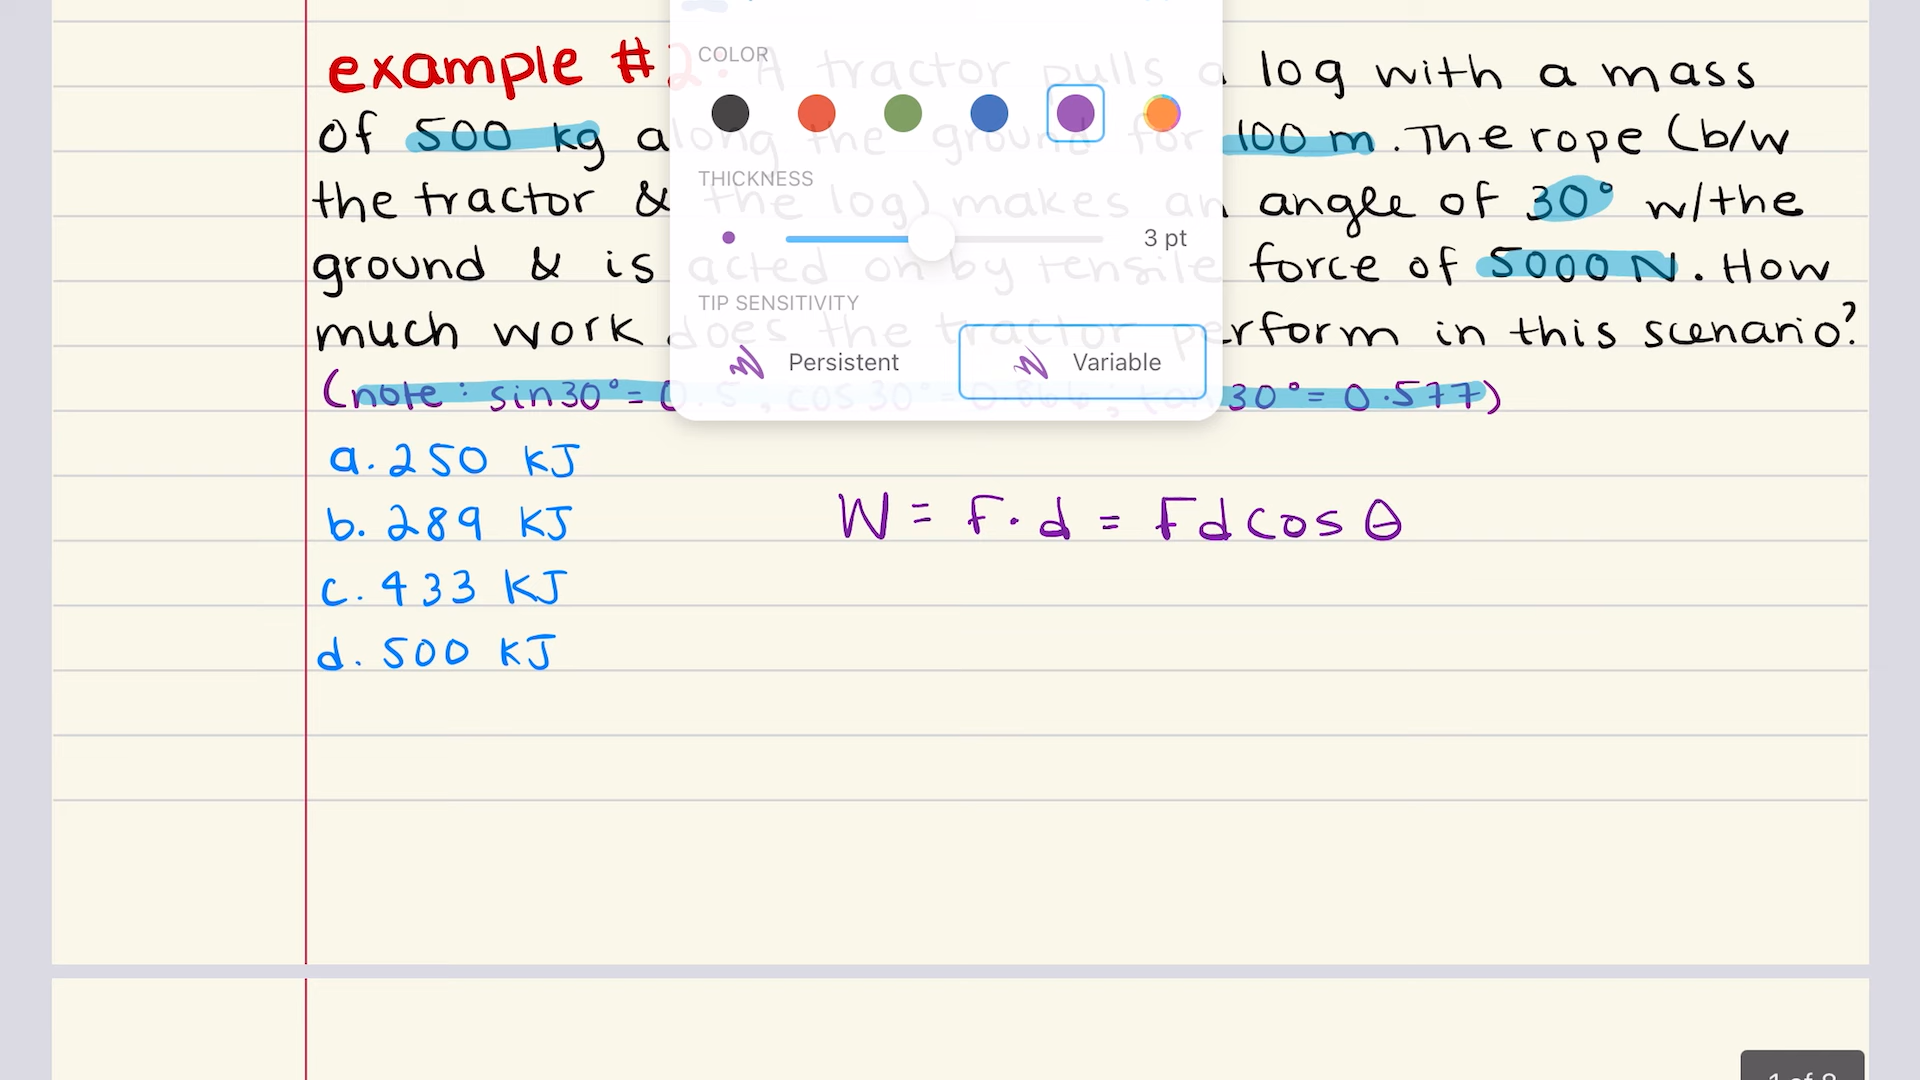 example #2: A tractor pulls a log with a mass
of 500 kg along the ground for 100 m. The rope (b/w
the tractor & the log) makes an angle of 30° w/the
ground & is acted on by tensile force of 5000 N. How
much work does the tractor perform in this scenario?
(note: sin30° = 0.5, cos 30° = 0.866, tan 30° = 0.577)
COLOR
THICKNESS
3 pt
TIP SENSITIVITY
Persistent
Variable
a. 250 KJ
b. 289 KJ
c. 433 KJ
d. 500 KJ
W = F·d = Fdcosθ